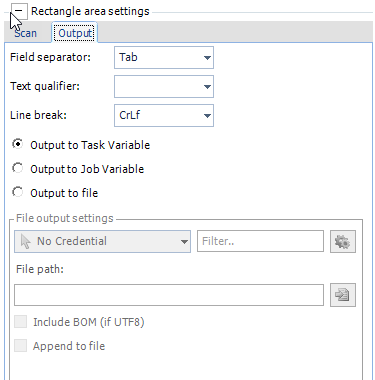 Rectangle area settings
Scan Output
Field separator: Tab
Text qualifier:
Line break: CrLf
Output to Task Variable
Output to Job Variable
Output to file
File output settings
No Credential Filter..
File path:
Include BOM (if UTF8)
Append to file